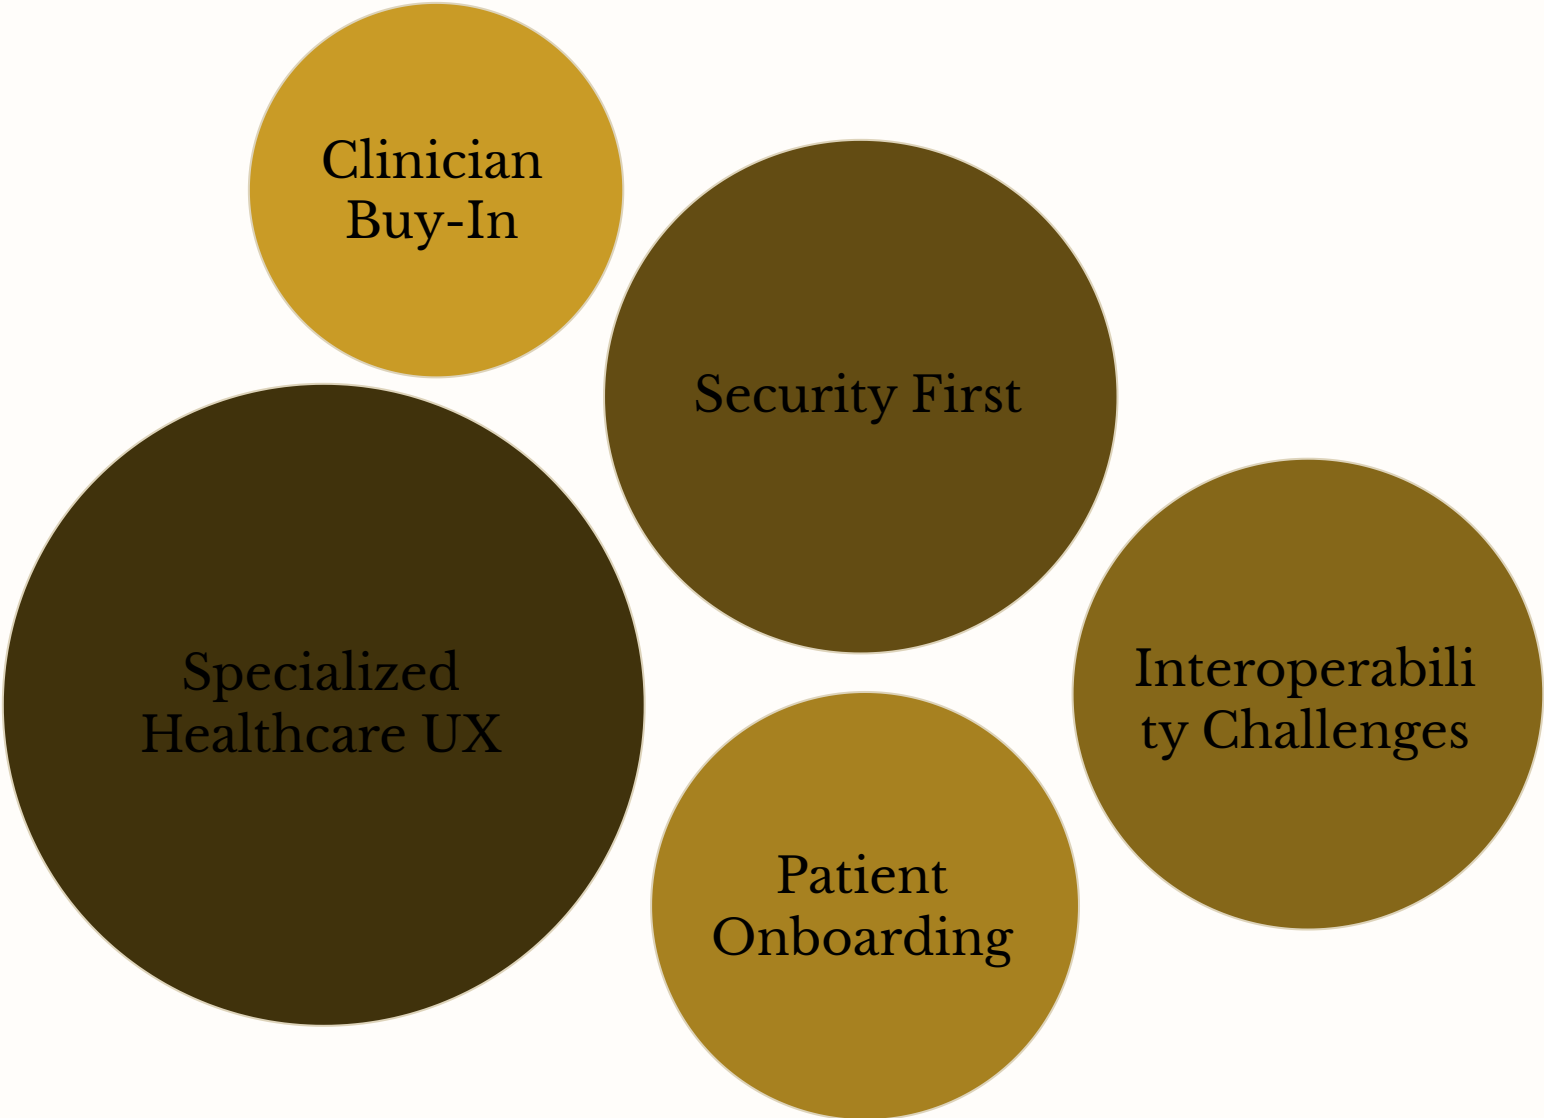 Clinician
Buy-In
Security First
Specialized
Healthcare UX
Interoperabili
ty Challenges
Patient
Onboarding